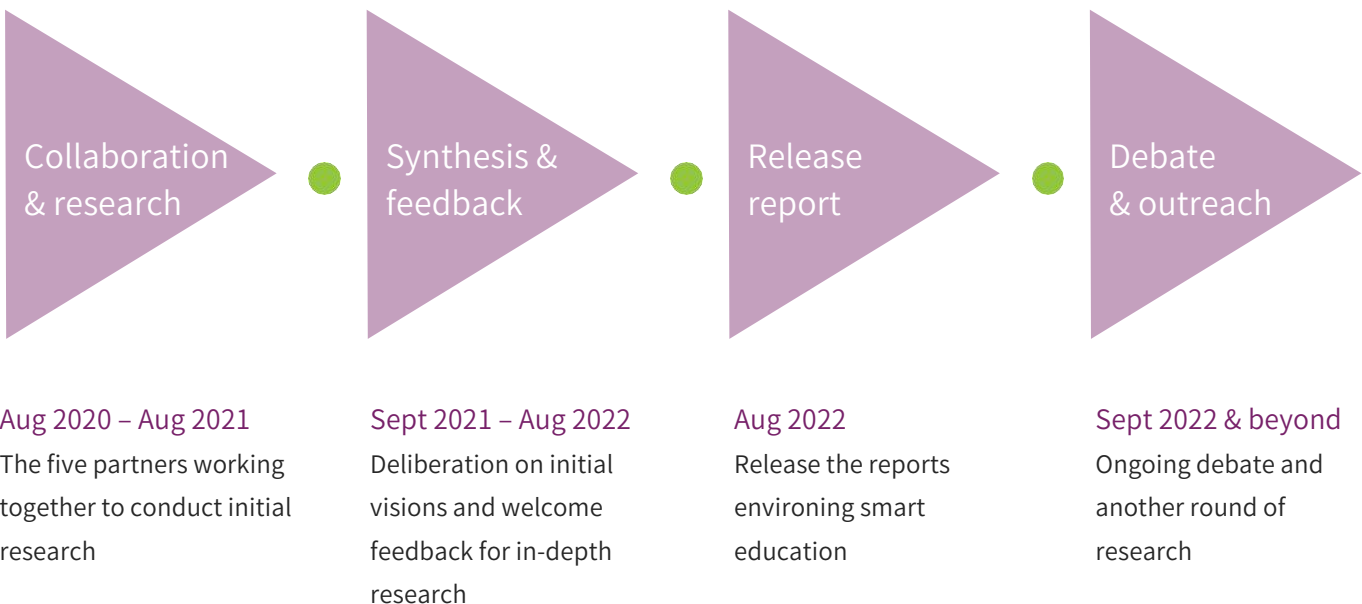 Collaboration
& research
Synthesis &
feedback
Release
report
Debate
& outreach
Aug 2020 – Aug 2021
The five partners working
together to conduct initial
research
Sept 2021 – Aug 2022
Deliberation on initial
visions and welcome
feedback for in-depth
research
Aug 2022
Release the reports
environing smart
education
Sept 2022 & beyond
Ongoing debate and
another round of
research